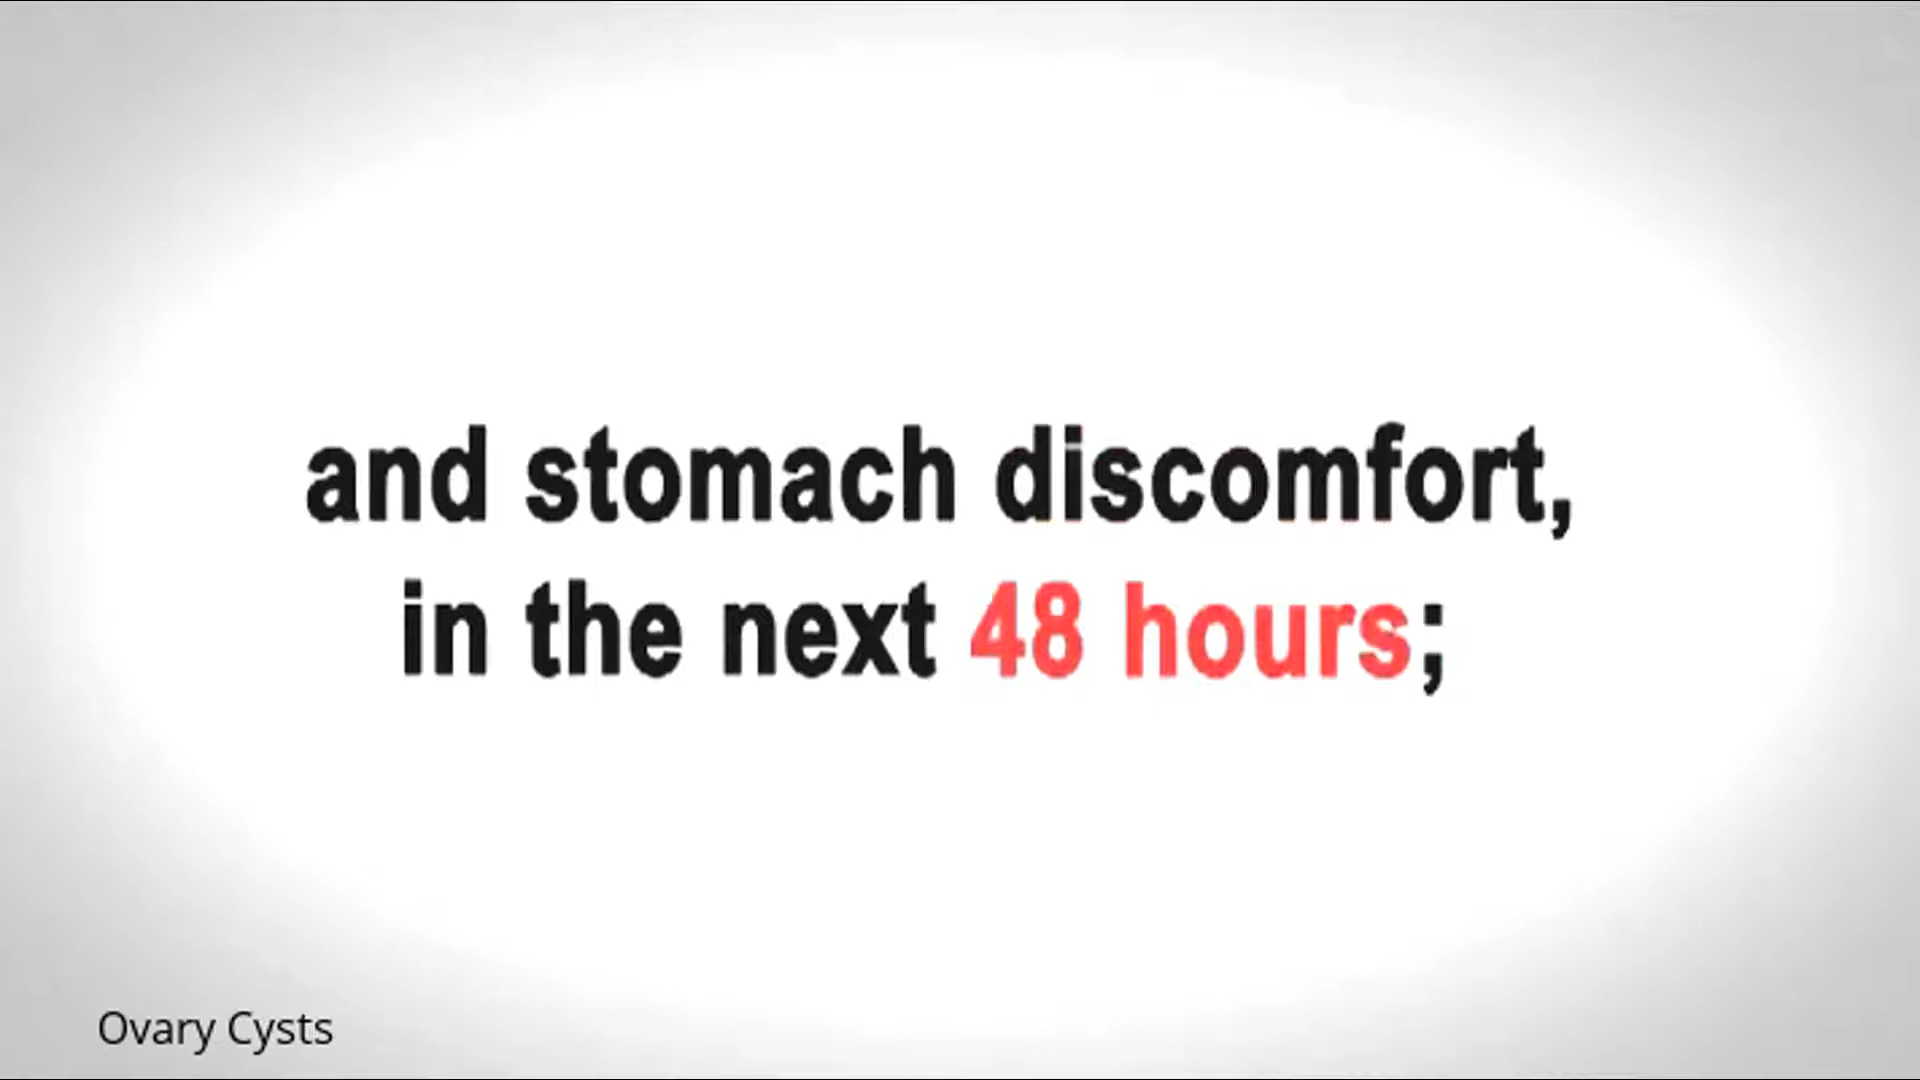 and stomach discomfort,
in the next 48 hours;
Ovary Cysts